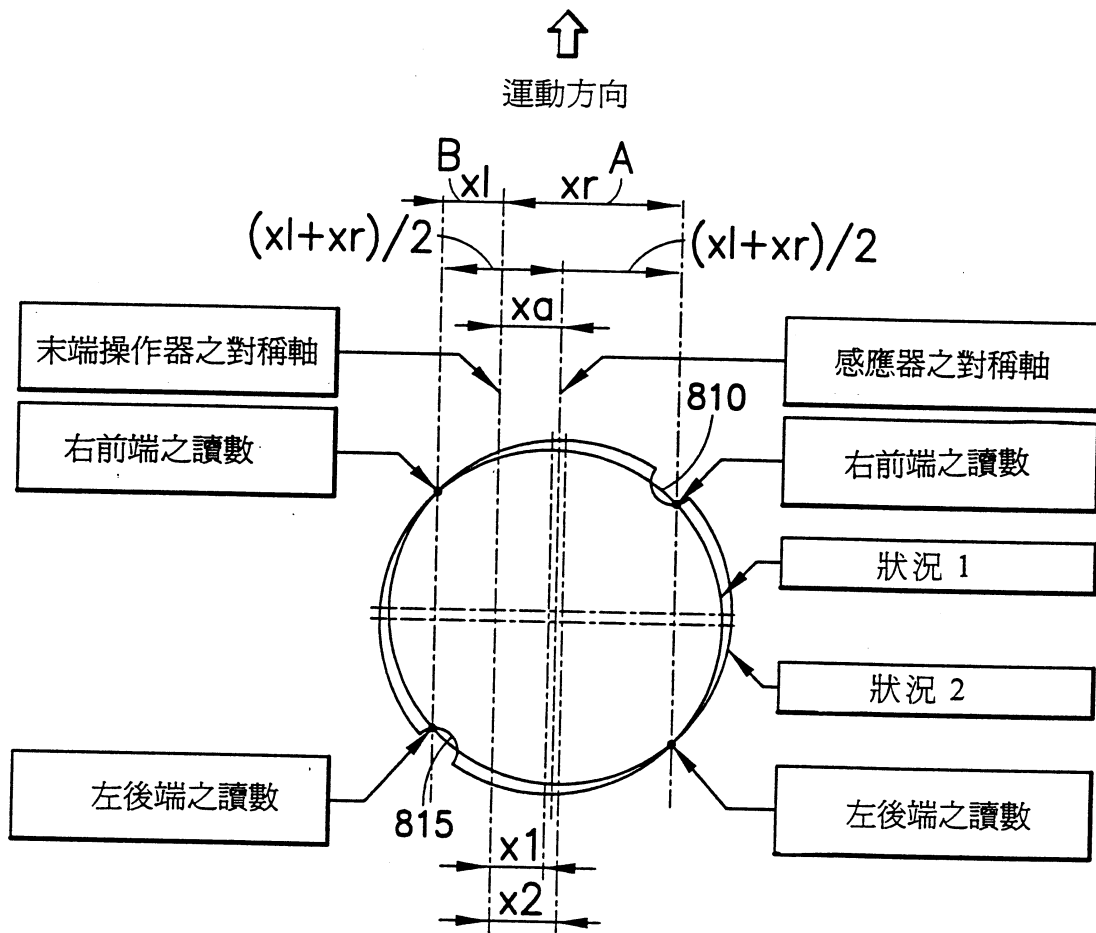 運動方向
B A
xl xr
(xl+xr)/2 (xl+xr)/2
xa
末端操作器之對稱軸
感應器之對稱軸
810
右前端之讀數
右前端之讀數
狀況 1
狀況 2
左後端之讀數
左後端之讀數
815
x1
x2